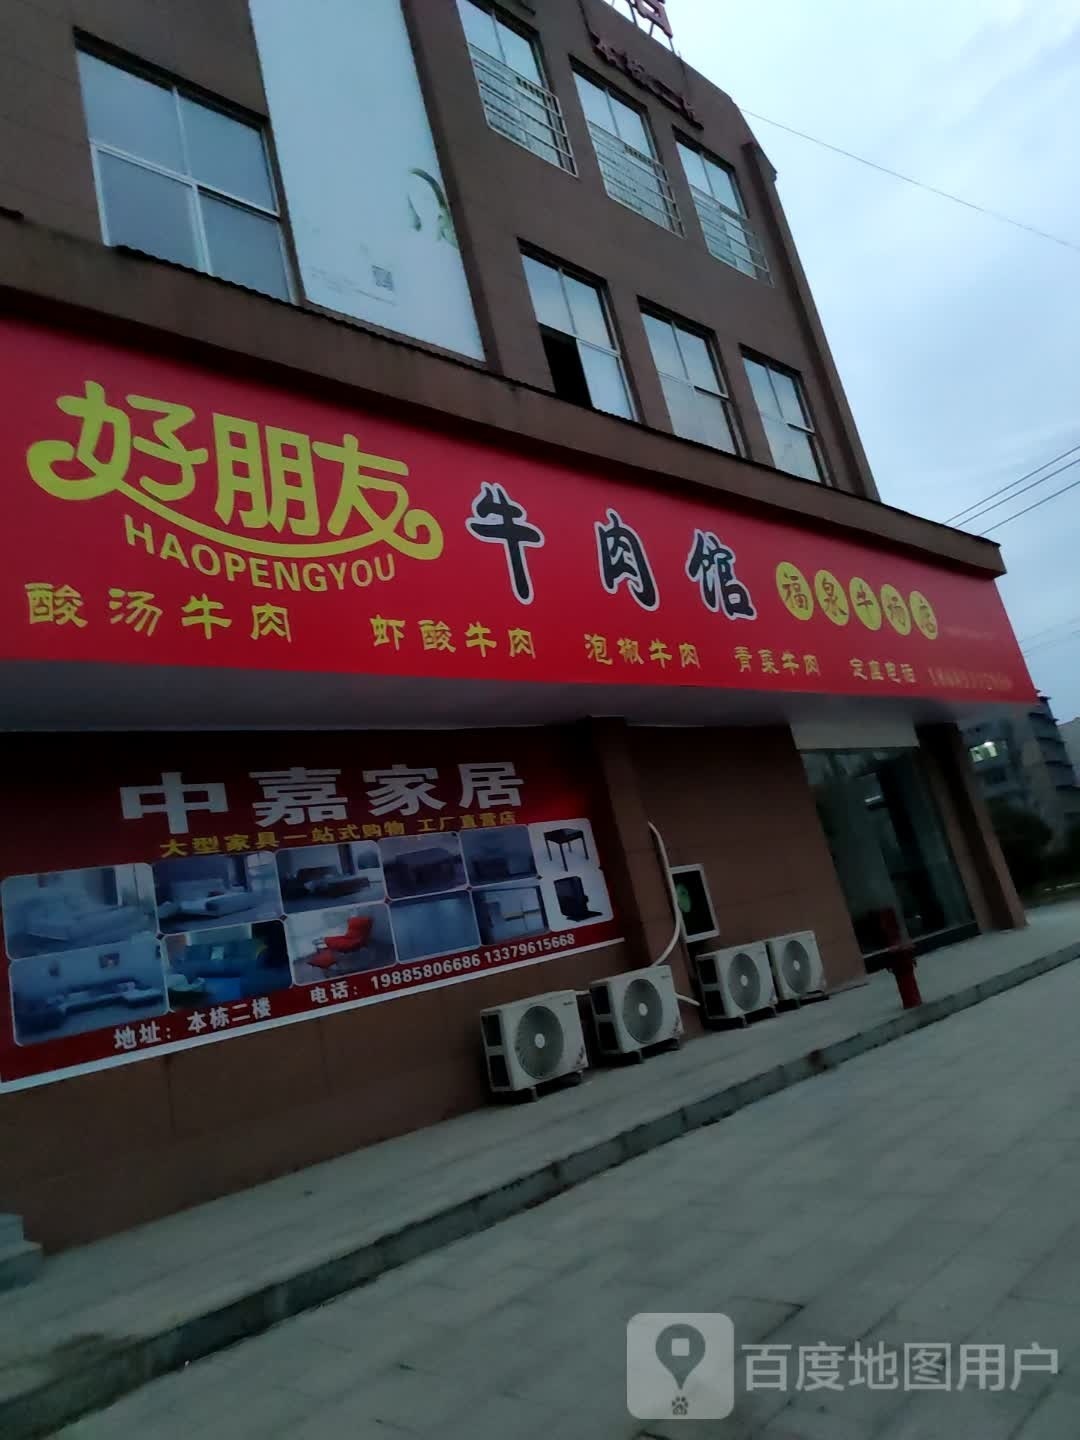 好朋友
HAOPENGYOU
牛肉馆
福泉牛场店
酸汤牛肉 虾酸牛肉 泡椒牛肉 青菜牛肉 定座电话
中嘉家居
大型家具一站式购物 工厂直营店
地址：本栋二楼 电话：19885806686 13379615668
百度地图用户